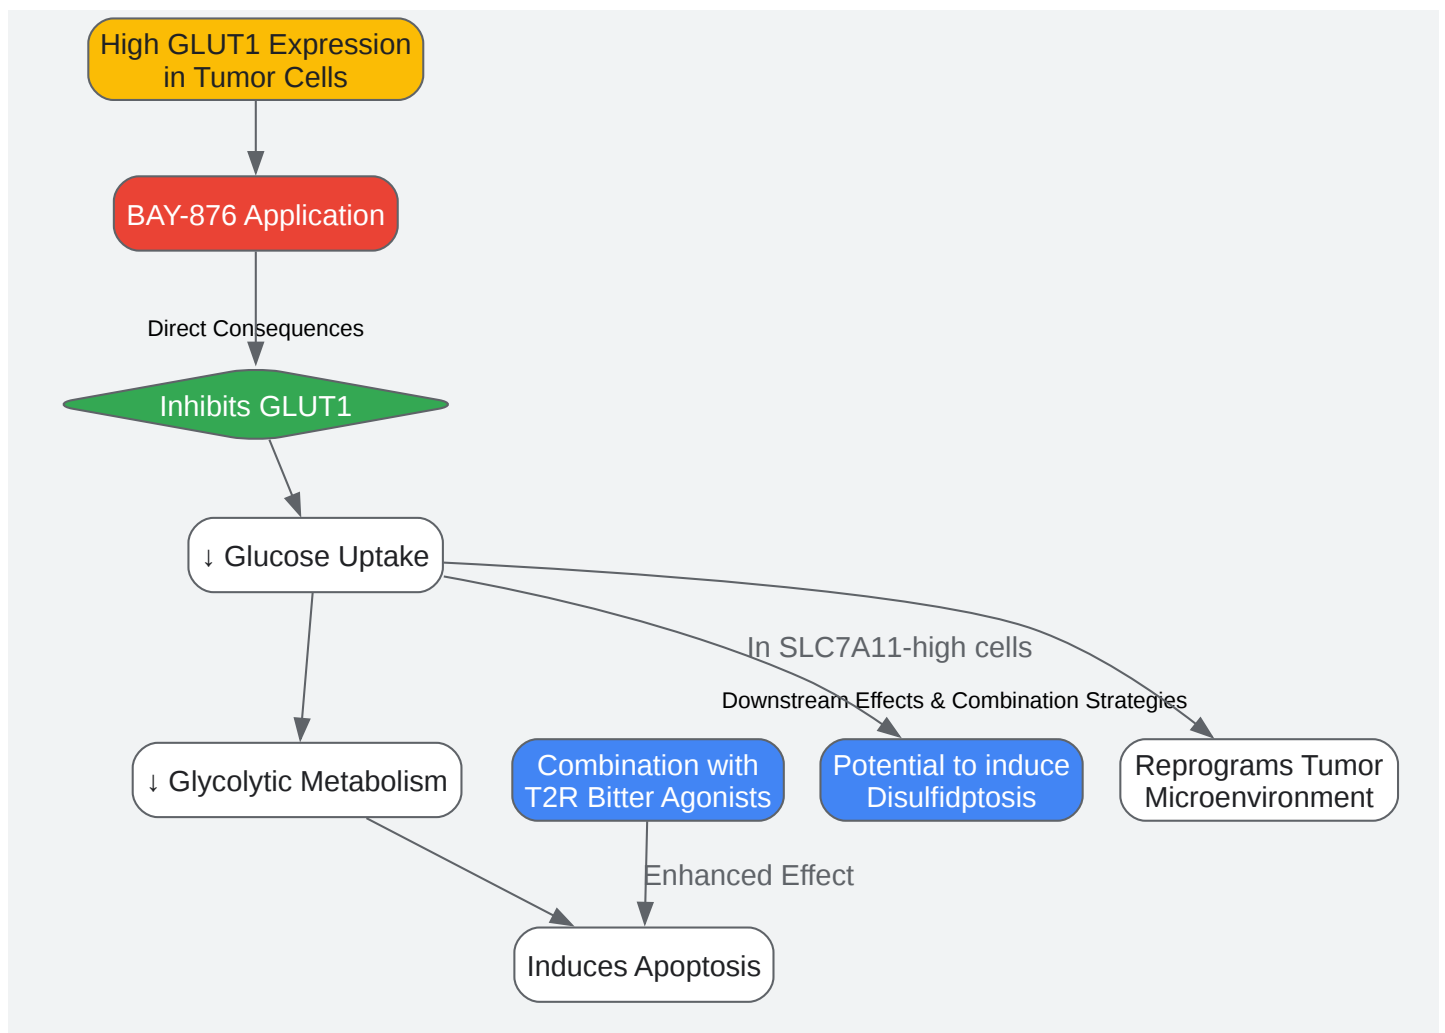 High GLUT1 Expression
in Tumor Cells
BAY-876 Application
Direct Consequences
Inhibits GLUT1
↓ Glucose Uptake
In SLC7A11-high cells
Downstream Effects & Combination Strategies
↓ Glycolytic Metabolism
Combination with
T2R Bitter Agonists
Potential to induce
Disulfidptosis
Reprograms Tumor
Microenvironment
Enhanced Effect
Induces Apoptosis